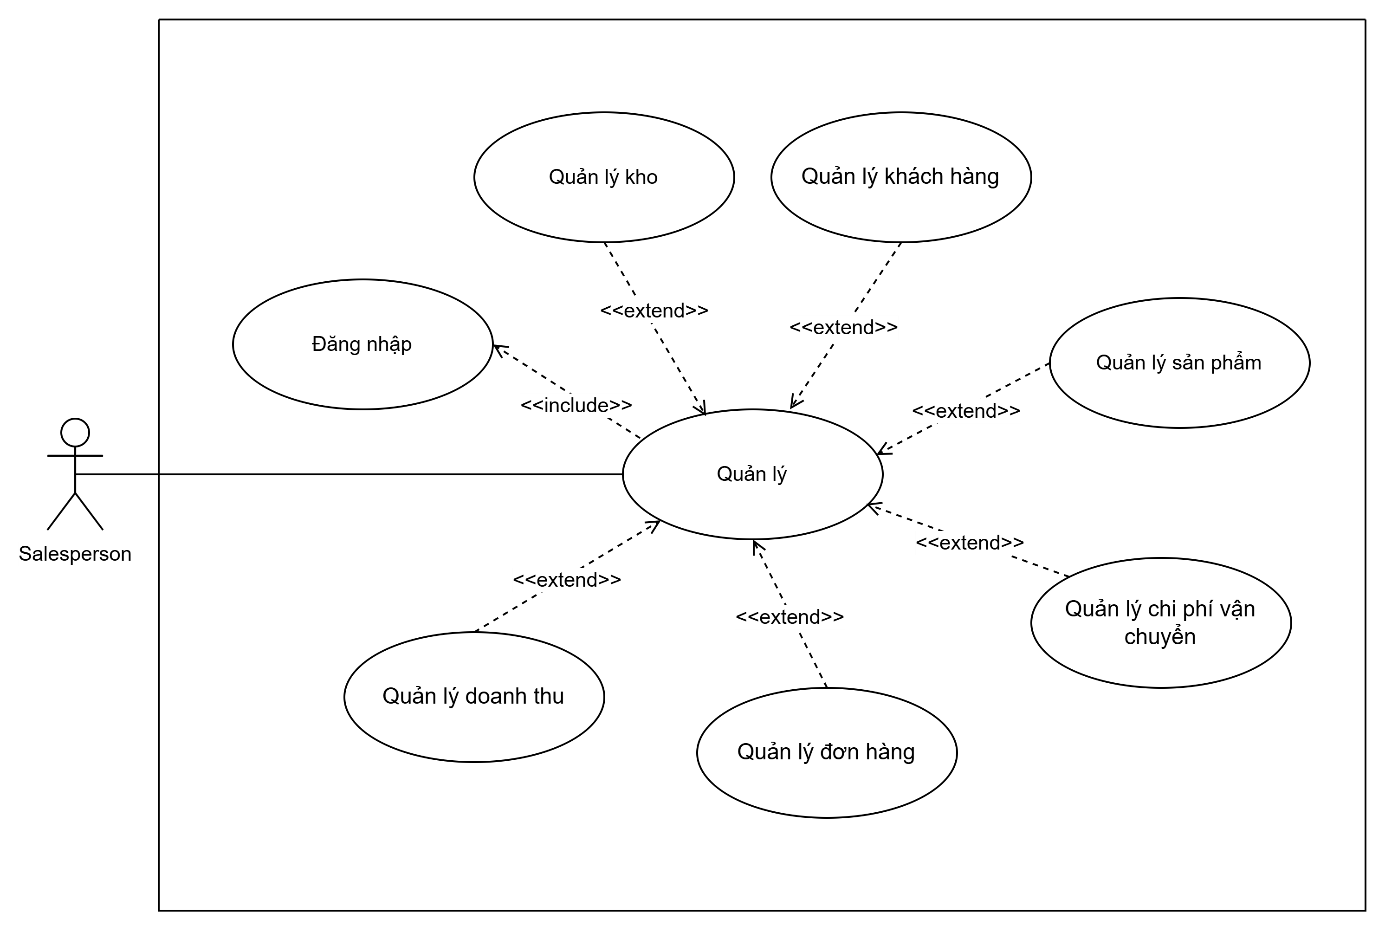 Quản lý kho
Quản lý khách hàng
<<extend>>
<<extend>>
Đăng nhập
Quản lý sản phẩm
<<include>>
<<extend>>
Quản lý
Salesperson
<<extend>>
<<extend>>
<<extend>>
Quản lý chi phí vận
chuyển
Quản lý doanh thu
Quản lý đơn hàng